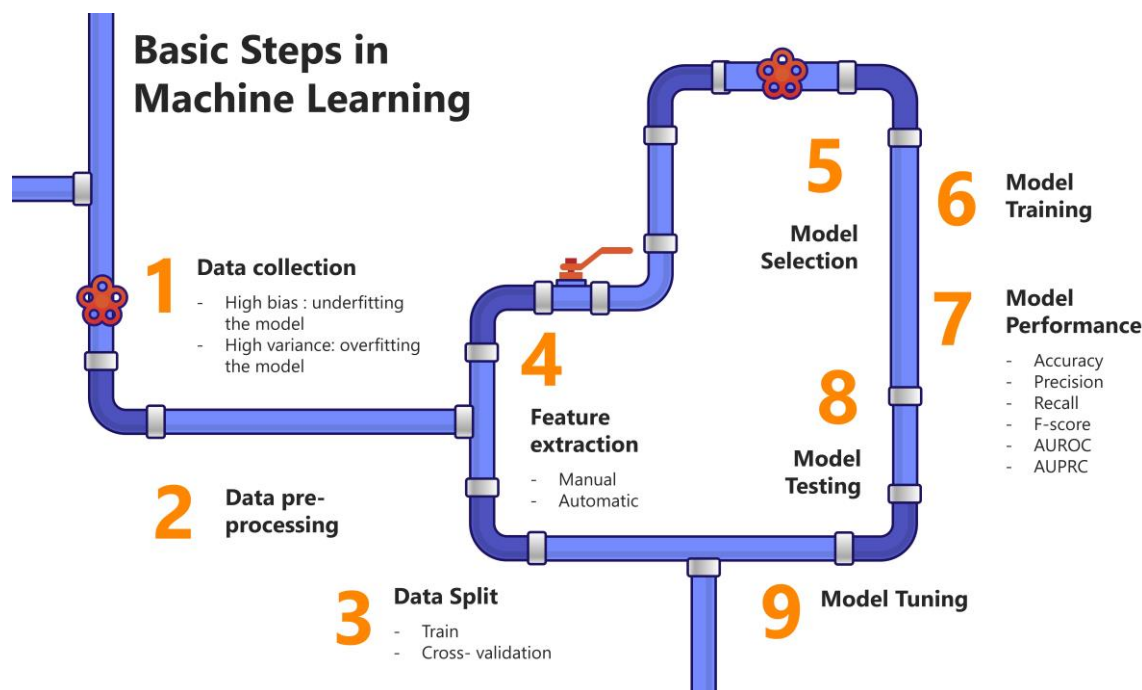 Basic Steps in
Machine Learning
1
Data collection
- High bias : underfitting
the model
- High variance: overfitting
the model
2
Data pre-
processing
3
Data Split
- Train
- Cross- validation
4
Feature
extraction
- Manual
- Automatic
5
Model
Selection
6
Model
Training
7
Model
Performance
- Accuracy
- Precision
- Recall
- F-score
- AUROC
- AUPRC
8
Model
Testing
9
Model Tuning